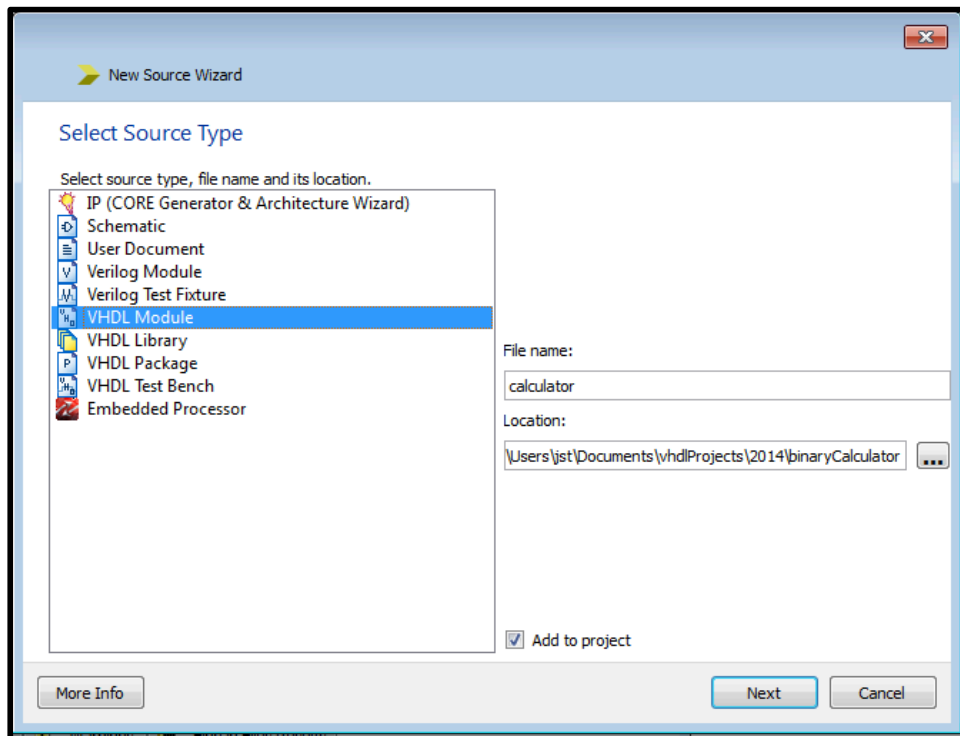 New Source Wizard
Select Source Type
Select source type, file name and its location.
IP (CORE Generator & Architecture Wizard)
Schematic
User Document
Verilog Module
Verilog Test Fixture
VHDL Module
VHDL Library
VHDL Package
VHDL Test Bench
Embedded Processor
File name:
calculator
Location:
\Users\jst\Documents\vhdlProjects\2014\binaryCalculator
...
Add to project
More Info
Next
Cancel